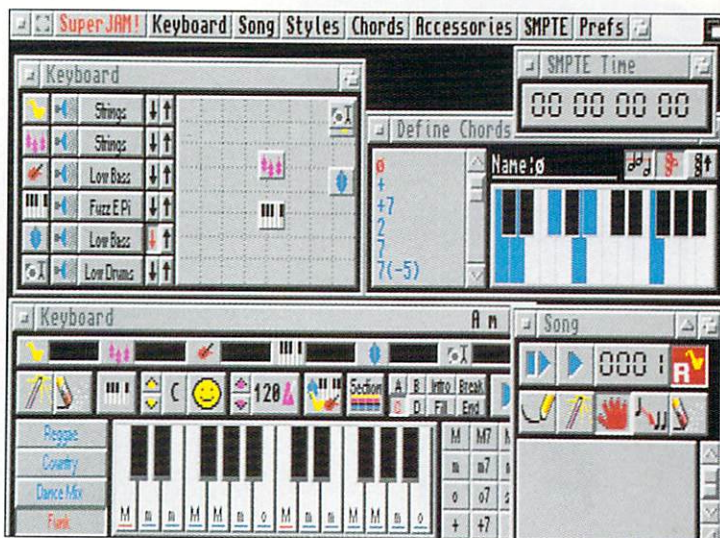 SuperJAM! Keyboard Song Styles Chords Accessories SMPTE Prefs
Keyboard
Strings
Strings
Low Bass
Fuzz E Pi
Low Bass
Low Drums
SMPTE Time
00 00 00 00
Define Chords
ø
+
+7
2
7
7(-5)
Name:ø
Keyboard
A m
C
120
Section
A B Intro Break
C D Fill End
Reggae
Country
Dance Mix
Funk
M m m M M m o M m m M M m o
M M7
m m7
o o7
+ +7
Song
0001
R